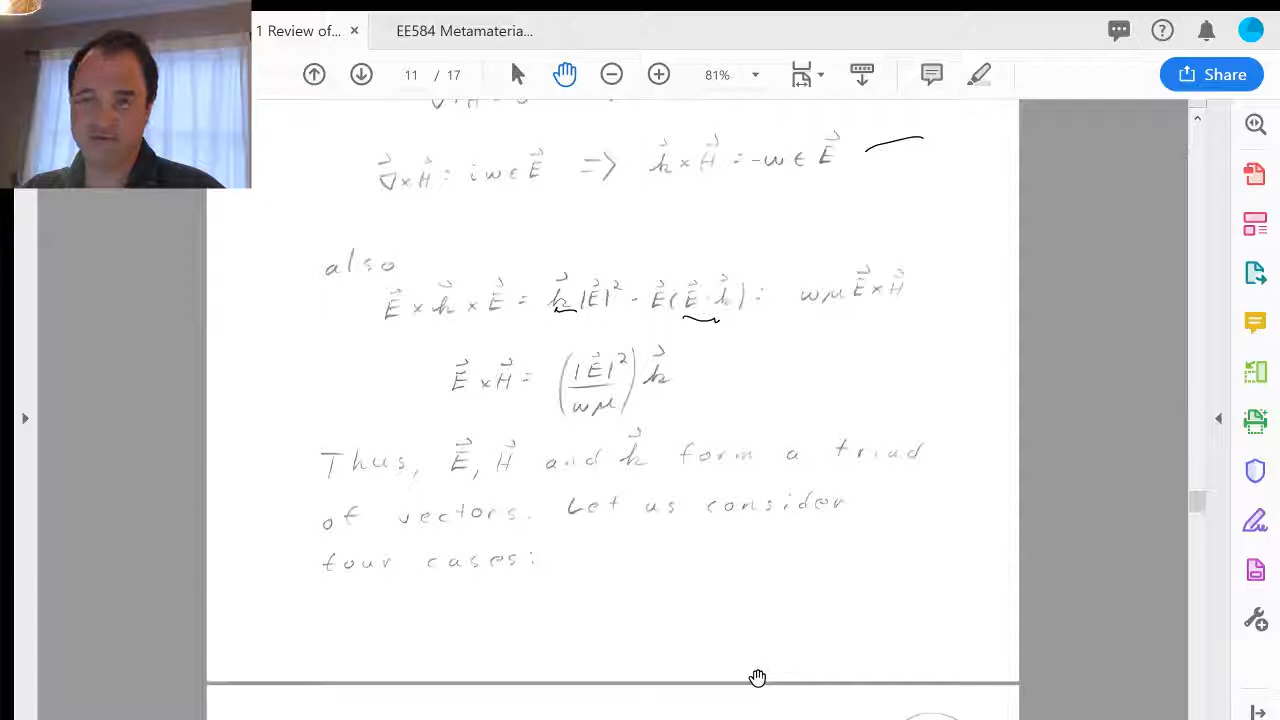 1 Review of... ×
EE584 Metamateria...
11 / 17
81%
Share
∇⃗ × H⃗ = iωϵE⃗ => k⃗ × H⃗ = -ωϵ E⃗
also
E⃗ × k⃗ × E⃗ = k⃗|E⃗|² - E⃗(E⃗ · k⃗) = ωμ E⃗ × H⃗
E⃗ × H⃗ = (|E⃗|² / ωμ) k⃗
Thus, E⃗, H⃗ and k⃗ form a triad
of vectors. Let us consider
four cases: